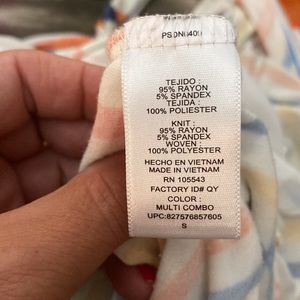 TEJIDO :
95% RAYON
5% SPANDEX
TEJIDA :
100% POLIESTER
KNIT :
95% RAYON
5% SPANDEX
WOVEN :
100% POLYESTER
HECHO EN VIETNAM
MADE IN VIETNAM
RN 105543
FACTORY ID# QY
COLOR :
MULTI COMBO
UPC:827576857605
S